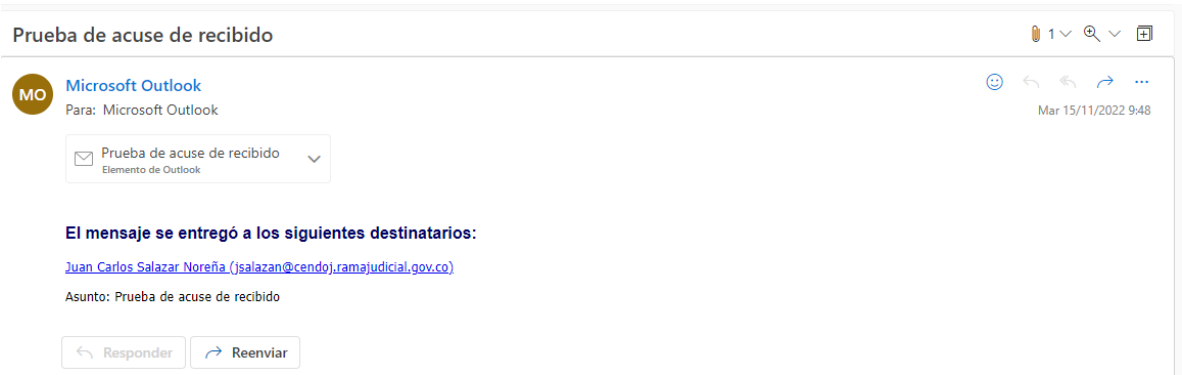 Prueba de acuse de recibido
1
MO
Microsoft Outlook
Para: Microsoft Outlook
Mar 15/11/2022 9:48
Prueba de acuse de recibido
Elemento de Outlook
El mensaje se entregó a los siguientes destinatarios:
Juan Carlos Salazar Noreña (jsalazan@cendoj.ramajudicial.gov.co)
Asunto: Prueba de acuse de recibido
Responder
Reenviar